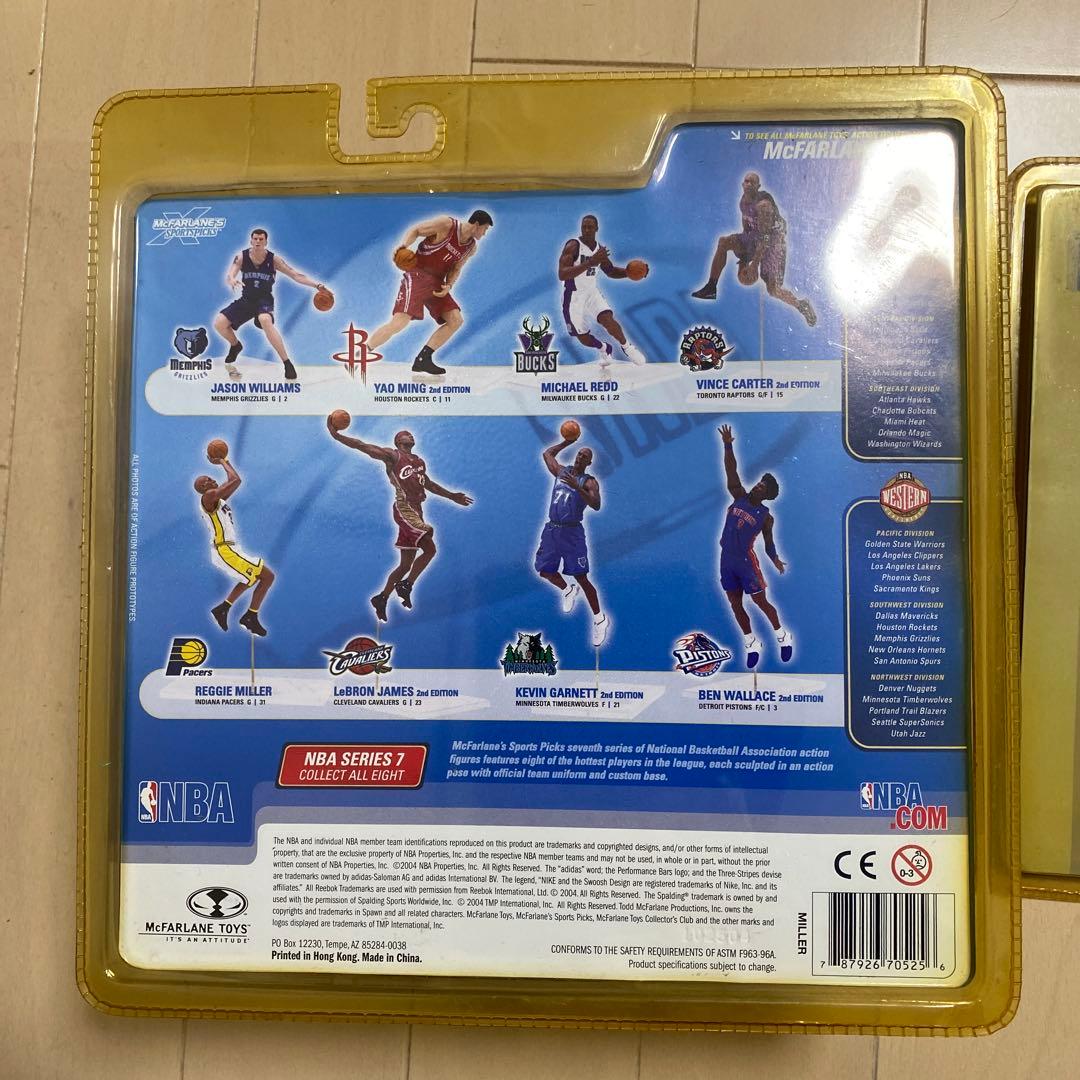 TO SEE ALL McFARLANE TOYS ACTION
McFARLA
McFARLANE'S
SPORTSPICKS
MEMPHIS
2
11
22
MEMPHIS
GRIZZLIES
R
BUCKS
RAPTORS
JASON WILLIAMS
MEMPHIS GRIZZLIES G | 2
YAO MING 2nd EDITION
HOUSTON ROCKETS C | 11
MICHAEL REDD
MILWAUKEE BUCKS G | 22
VINCE CARTER 2nd EDITION
TORONTO RAPTORS G/F | 15
Milwaukee Bucks
SOUTHEAST DIVISION
Atlanta Hawks
Charlotte Bobcats
Miami Heat
Orlando Magic
Washington Wizards
ALL PHOTOS ARE OF ACTION FIGURE PROTOTYPES.
21
3
Pacers
CAVALIERS
TIMBERWOLVES
PISTONS
REGGIE MILLER
INDIANA PACERS G | 31
LeBRON JAMES 2nd EDITION
CLEVELAND CAVALIERS G | 23
KEVIN GARNETT 2nd EDITION
MINNESOTA TIMBERWOLVES F | 21
BEN WALLACE 2nd EDITION
DETROIT PISTONS F/C | 3
NBA
WESTERN
PACIFIC DIVISION
Golden State Warriors
Los Angeles Clippers
Los Angeles Lakers
Phoenix Suns
Sacramento Kings
SOUTHWEST DIVISION
Dallas Mavericks
Houston Rockets
Memphis Grizzlies
New Orleans Hornets
San Antonio Spurs
NORTHWEST DIVISION
Denver Nuggets
Minnesota Timberwolves
Portland Trail Blazers
Seattle SuperSonics
Utah Jazz
NBA SERIES 7
COLLECT ALL EIGHT
McFarlane's Sports Picks seventh series of National Basketball Association action
figures features eight of the hottest players in the league, each sculpted in an action
pose with official team uniform and custom base.
NBA
NBA
.COM
The NBA and individual NBA member team identifications reproduced on this product are trademarks and copyrighted designs, and/or other forms of intellectual
property, that are the exclusive property of NBA Properties, Inc. and the respective NBA member teams and may not be used, in whole or in part, without the prior
written consent of NBA Properties, Inc. ©2004 NBA Properties, Inc. All Rights Reserved. The "adidas" word; the Performance Bars logo; and the Three-Stripes devise
are trademarks owned by adidas-Saloman AG and adidas International BV. The legend, "NIKE and the Swoosh Design are registered trademarks of Nike, Inc. and its
affiliates." All Reebok Trademarks are used with permission from Reebok International, Ltd. © 2004. All Rights Reserved. The Spalding® trademark is owned by and
used with the permission of Spalding Sports Worldwide, Inc. © 2004 TMP International, Inc. All Rights Reserved. Todd McFarlane Productions, Inc. owns the
copyrights and trademarks in Spawn and all related characters. McFarlane Toys, McFarlane's Sports Picks, McFarlane Toys Collector's Club and the other marks and
logos displayed are trademarks of TMP International, Inc.
McFARLANE TOYS™
IT'S AN ATTITUDE
PO Box 12230, Tempe, AZ 85284-0038
Printed in Hong Kong. Made in China.
CONFORMS TO THE SAFETY REQUIREMENTS OF ASTM F963-96A.
Product specifications subject to change.
CE
0-3
MILLER
7 87926 70525 6